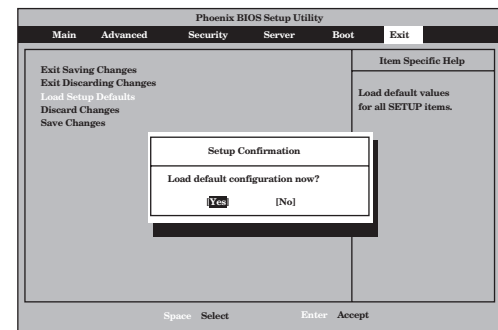 Phoenix BIOS Setup Utility
Main Advanced Security Server Boot Exit
Item Specific Help
Exit Saving Changes
Exit Discarding Changes
Load Setup Defaults
Discard Changes
Save Changes
Load default values
for all SETUP items.
Setup Confirmation
Load default configuration now?
[Yes] [No]
Space Select Enter Accept